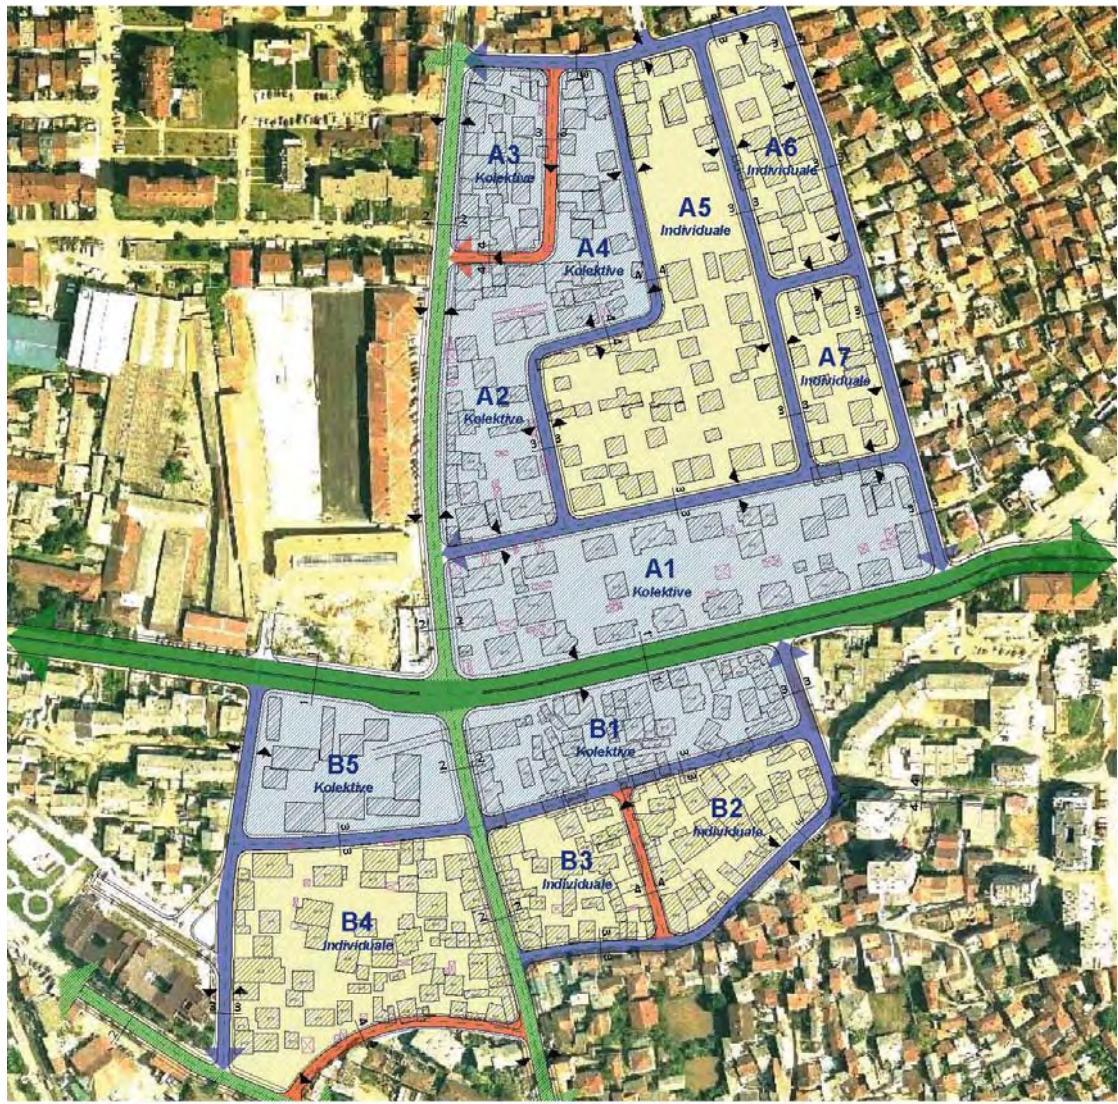 A3
Kolektive
A6
Individuale
A5
Individuale
A4
Kolektive
A7
Individuale
A2
Kolektive
A1
Kolektive
B1
Kolektive
B5
Kolektive
B2
Individuale
B3
Individuale
B4
Individuale